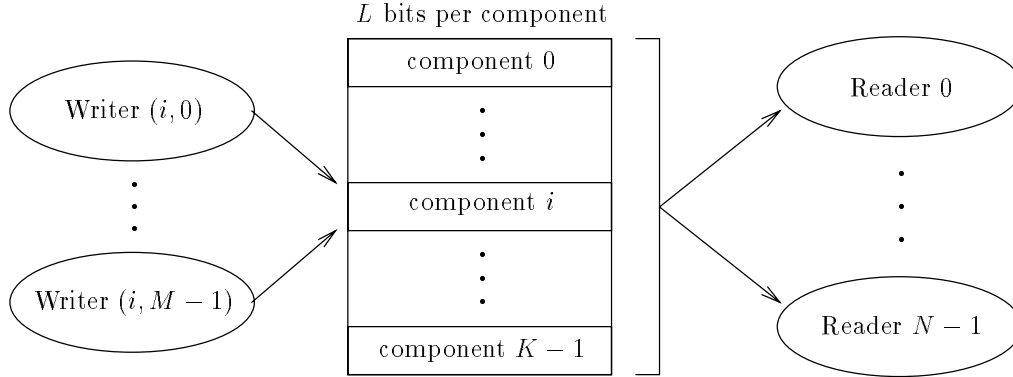 L bits per component
component 0
Writer (i, 0)
Reader 0
component i
Writer (i, M − 1)
Reader N − 1
component K − 1